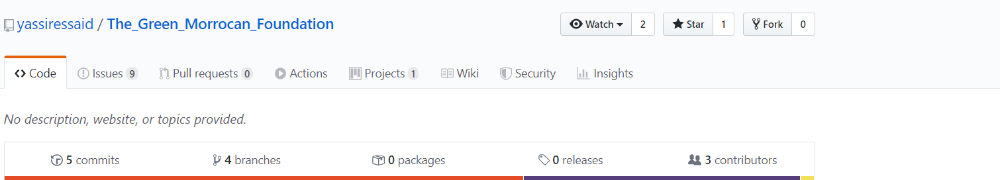 yassiressaid / The_Green_Morrocan_Foundation
Watch 2 Star 1 Fork 0
Code Issues 9 Pull requests 0 Actions Projects 1 Wiki Security Insights
No description, website, or topics provided.
5 commits 4 branches 0 packages 0 releases 3 contributors